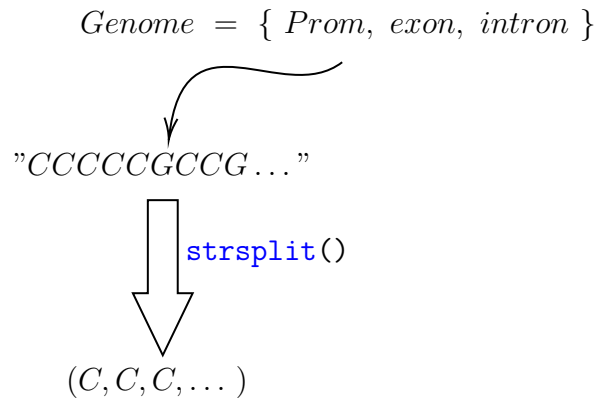 Genome = { Prom, exon, intron }
”CCCCCGCCG...”
strsplit()
(C, C, C, ... )